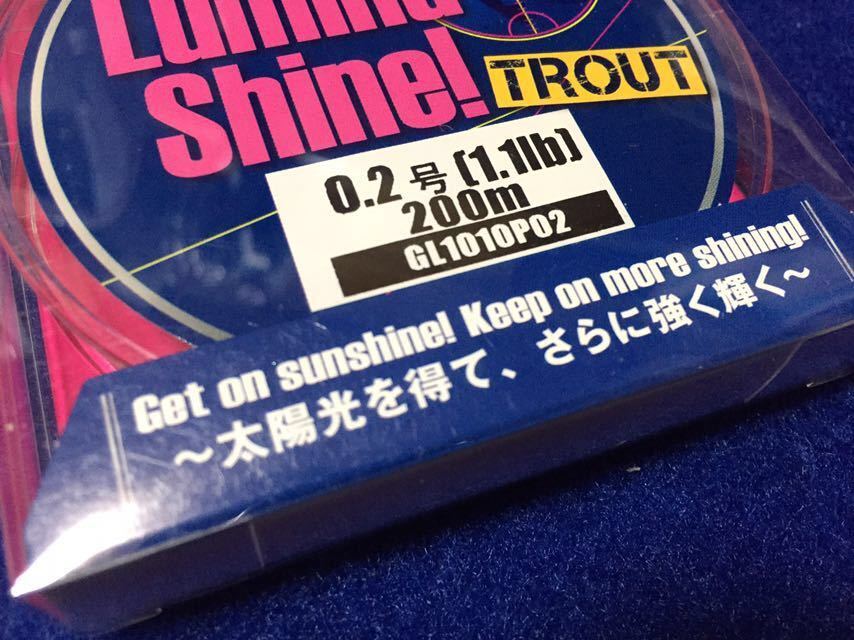 Shine!
TROUT
0.2号(1.1lb)
200m
GL1010P02
Get on sunshine! Keep on more shining!
～太陽光を得て、さらに強く輝く～